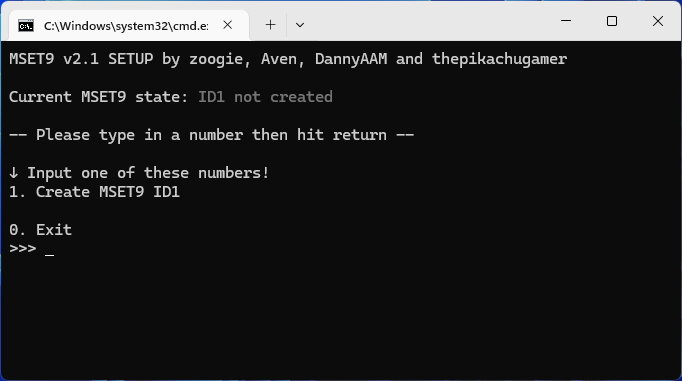 C:\Windows\system32\cmd.e
MSET9 v2.1 SETUP by zoogie, Aven, DannyAAM and thepikachugamer
Current MSET9 state: ID1 not created
-- Please type in a number then hit return --
↓ Input one of these numbers!
1. Create MSET9 ID1
0. Exit
>>> _